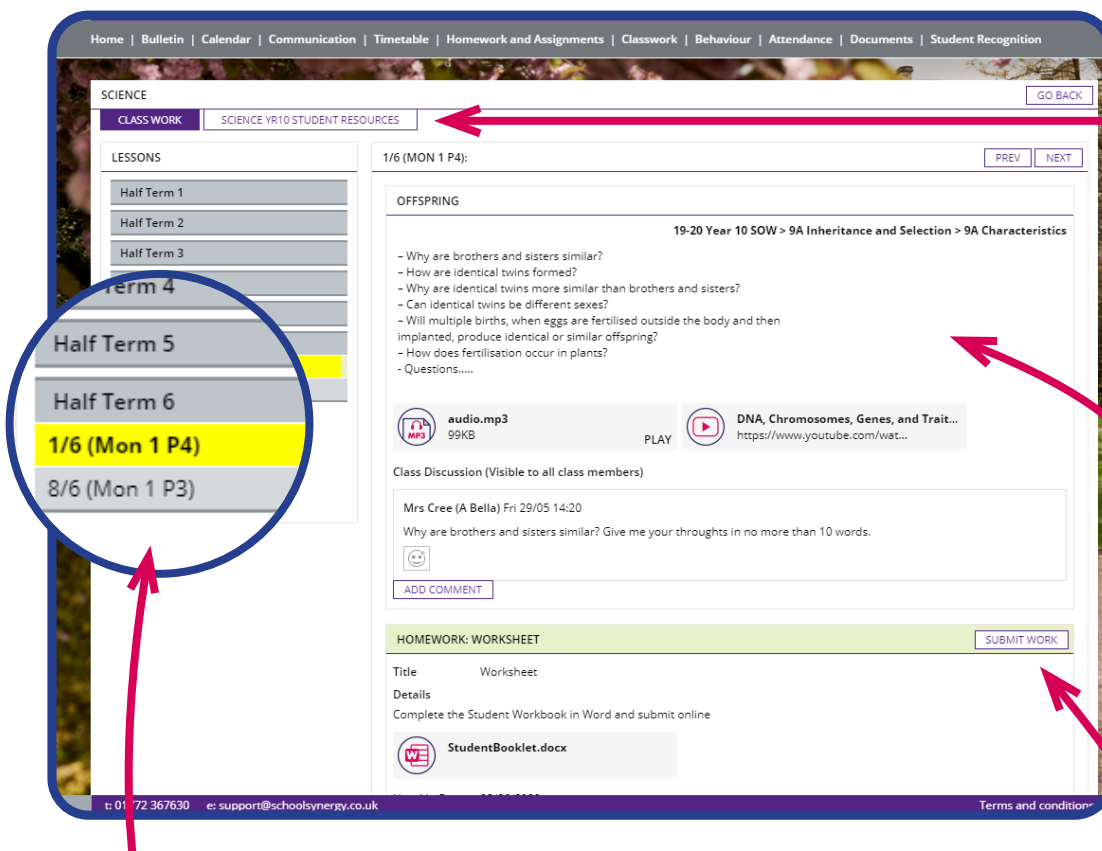 Home | Bulletin | Calendar | Communication | Timetable | Homework and Assignments | Classwork | Behaviour | Attendance | Documents | Student Recognition
SCIENCE
GO BACK
CLASS WORK
SCIENCE YR10 STUDENT RESOURCES
LESSONS
Half Term 1
Half Term 2
Half Term 3
Term 4
Half Term 5
Half Term 6
1/6 (Mon 1 P4)
8/6 (Mon 1 P3)
1/6 (MON 1 P4):
PREV
NEXT
OFFSPRING
19-20 Year 10 SOW > 9A Inheritance and Selection > 9A Characteristics
– Why are brothers and sisters similar?
– How are identical twins formed?
– Why are identical twins more similar than brothers and sisters?
– Can identical twins be different sexes?
– Will multiple births, when eggs are fertilised outside the body and then
implanted, produce identical or similar offspring?
– How does fertilisation occur in plants?
- Questions.....
MP3
audio.mp3
99KB
PLAY
DNA, Chromosomes, Genes, and Trait...
https://www.youtube.com/wat...
Class Discussion (Visible to all class members)
Mrs Cree (A Bella) Fri 29/05 14:20
Why are brothers and sisters similar? Give me your throughts in no more than 10 words.
ADD COMMENT
HOMEWORK: WORKSHEET
SUBMIT WORK
Title
Worksheet
Details
Complete the Student Workbook in Word and submit online
W
StudentBooklet.docx
e: support@schoolsynergy.co.uk
Terms and conditions